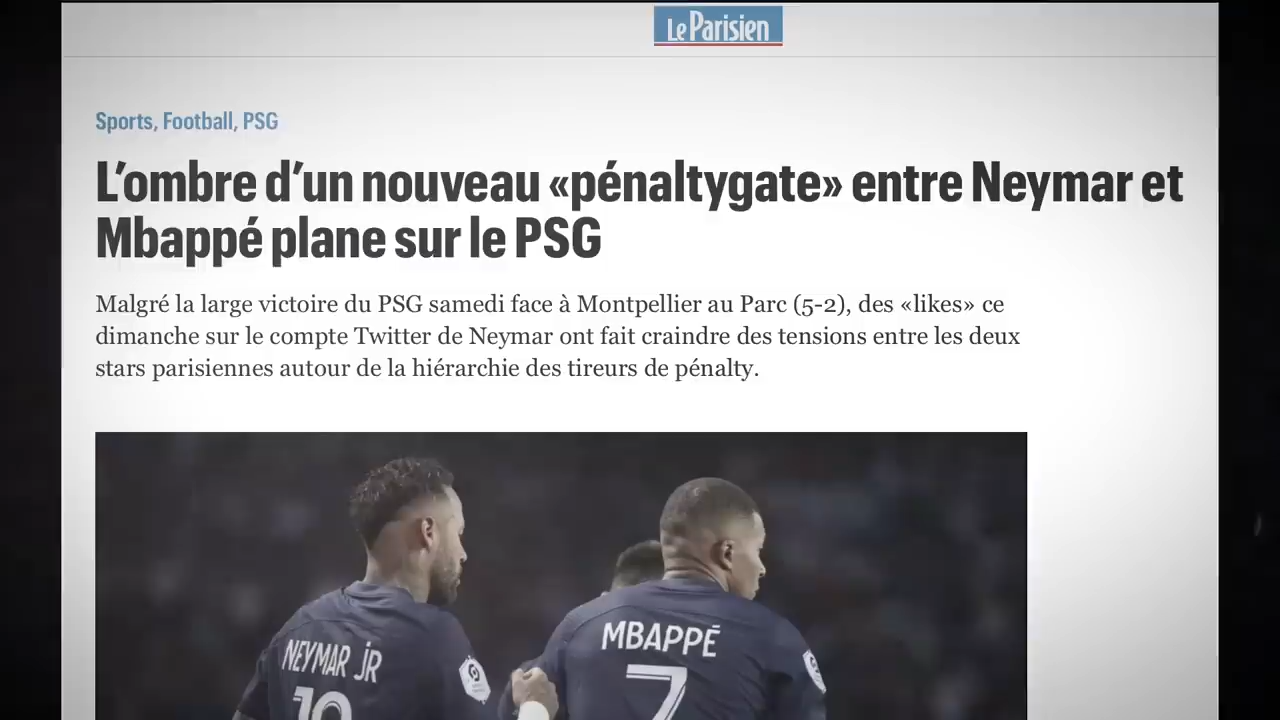 Le Parisien
Sports, Football, PSG
L’ombre d’un nouveau «pénaltygate» entre Neymar et
Mbappé plane sur le PSG
Malgré la large victoire du PSG samedi face à Montpellier au Parc (5-2), des «likes» ce
dimanche sur le compte Twitter de Neymar ont fait craindre des tensions entre les deux
stars parisiennes autour de la hiérarchie des tireurs de pénalty.
NEYMAR JR
10
MBAPPÉ
7